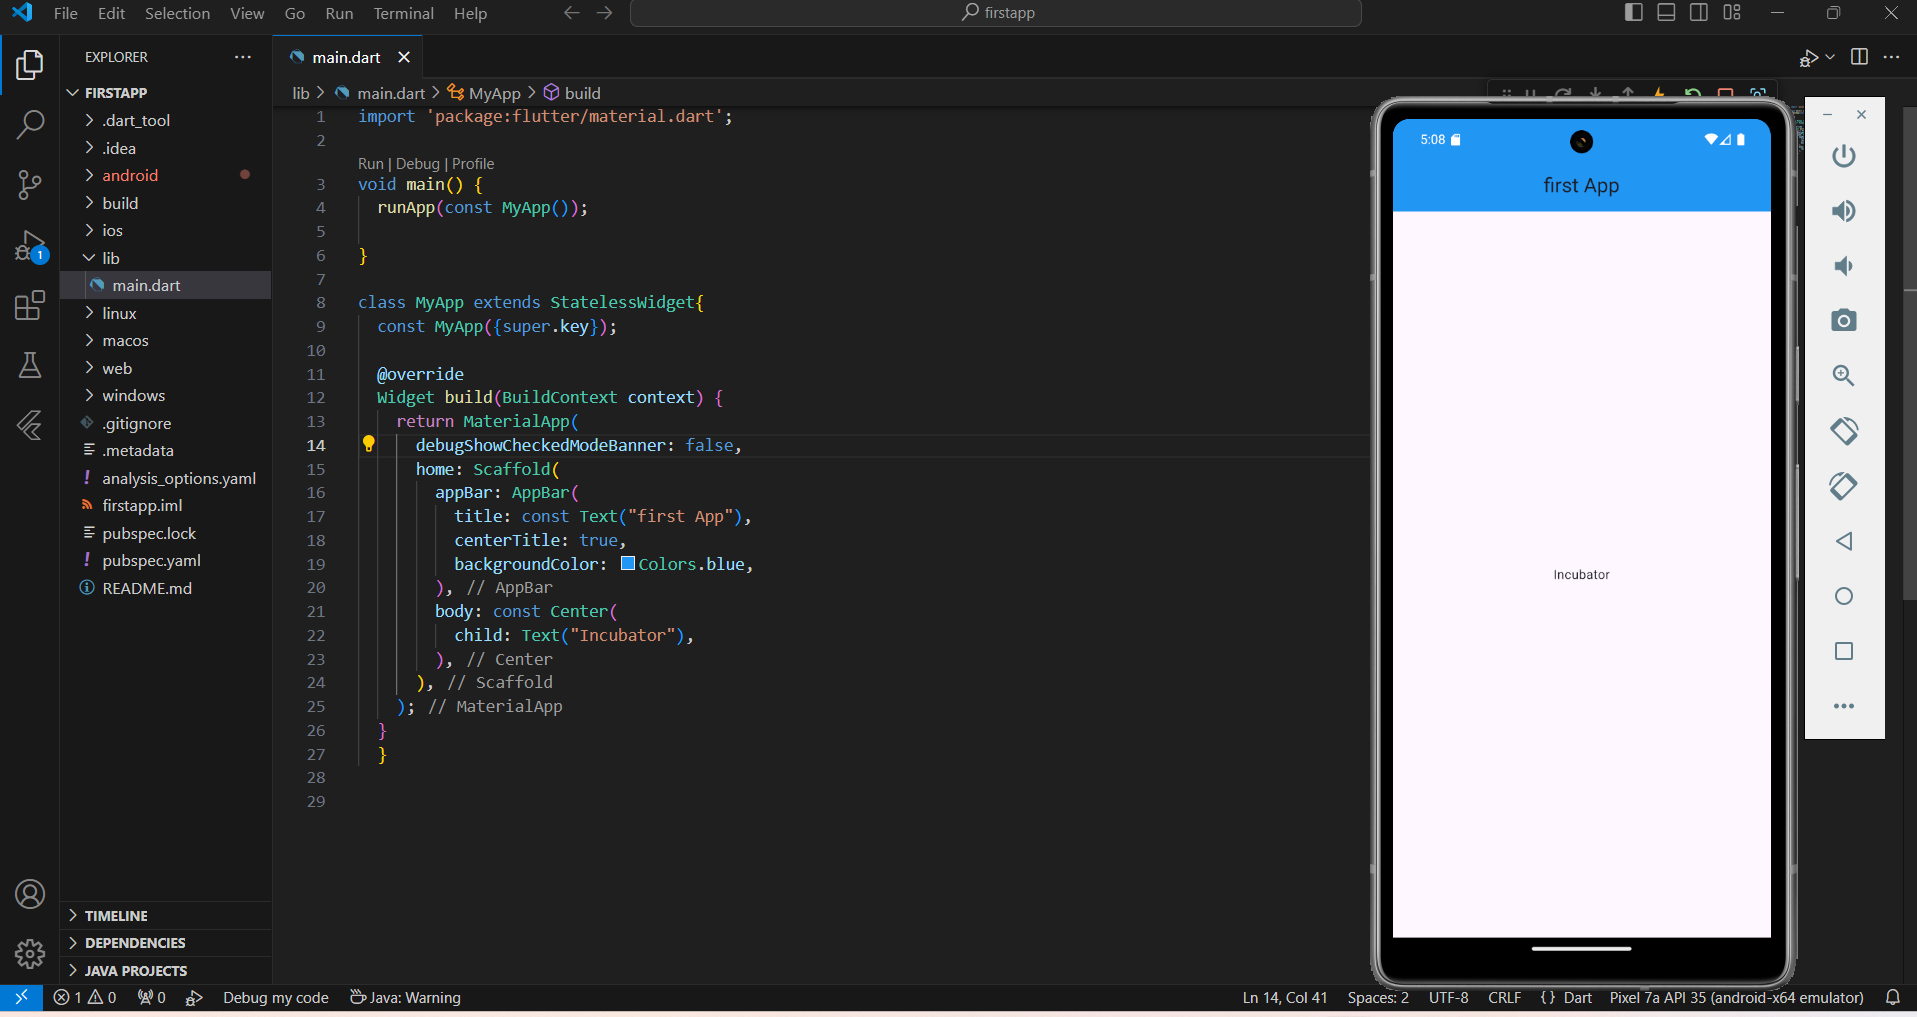 File Edit Selection View Go Run Terminal Help
firstapp
EXPLORER
FIRSTAPP
.dart_tool
.idea
android
build
ios
lib
main.dart
linux
macos
web
windows
.gitignore
.metadata
analysis_options.yaml
firstapp.iml
pubspec.lock
pubspec.yaml
README.md
TIMELINE
DEPENDENCIES
JAVA PROJECTS
1
main.dart
lib > main.dart > MyApp > build
1 import 'package:flutter/material.dart';
2
Run | Debug | Profile
3 void main() {
4 runApp(const MyApp());
5
6 }
7
8 class MyApp extends StatelessWidget{
9 const MyApp({super.key});
10
11 @override
12 Widget build(BuildContext context) {
13 return MaterialApp(
14 debugShowCheckedModeBanner: false,
15 home: Scaffold(
16 appBar: AppBar(
17 title: const Text("first App"),
18 centerTitle: true,
19 backgroundColor: Colors.blue,
20 ), // AppBar
21 body: const Center(
22 child: Text("Incubator"),
23 ), // Center
24 ), // Scaffold
25 ); // MaterialApp
26 }
27 }
28
29
5:08
first App
Incubator
1 0 0 Debug my code Java: Warning
Ln 14, Col 41 Spaces: 2 UTF-8 CRLF {} Dart Pixel 7a API 35 (android-x64 emulator)